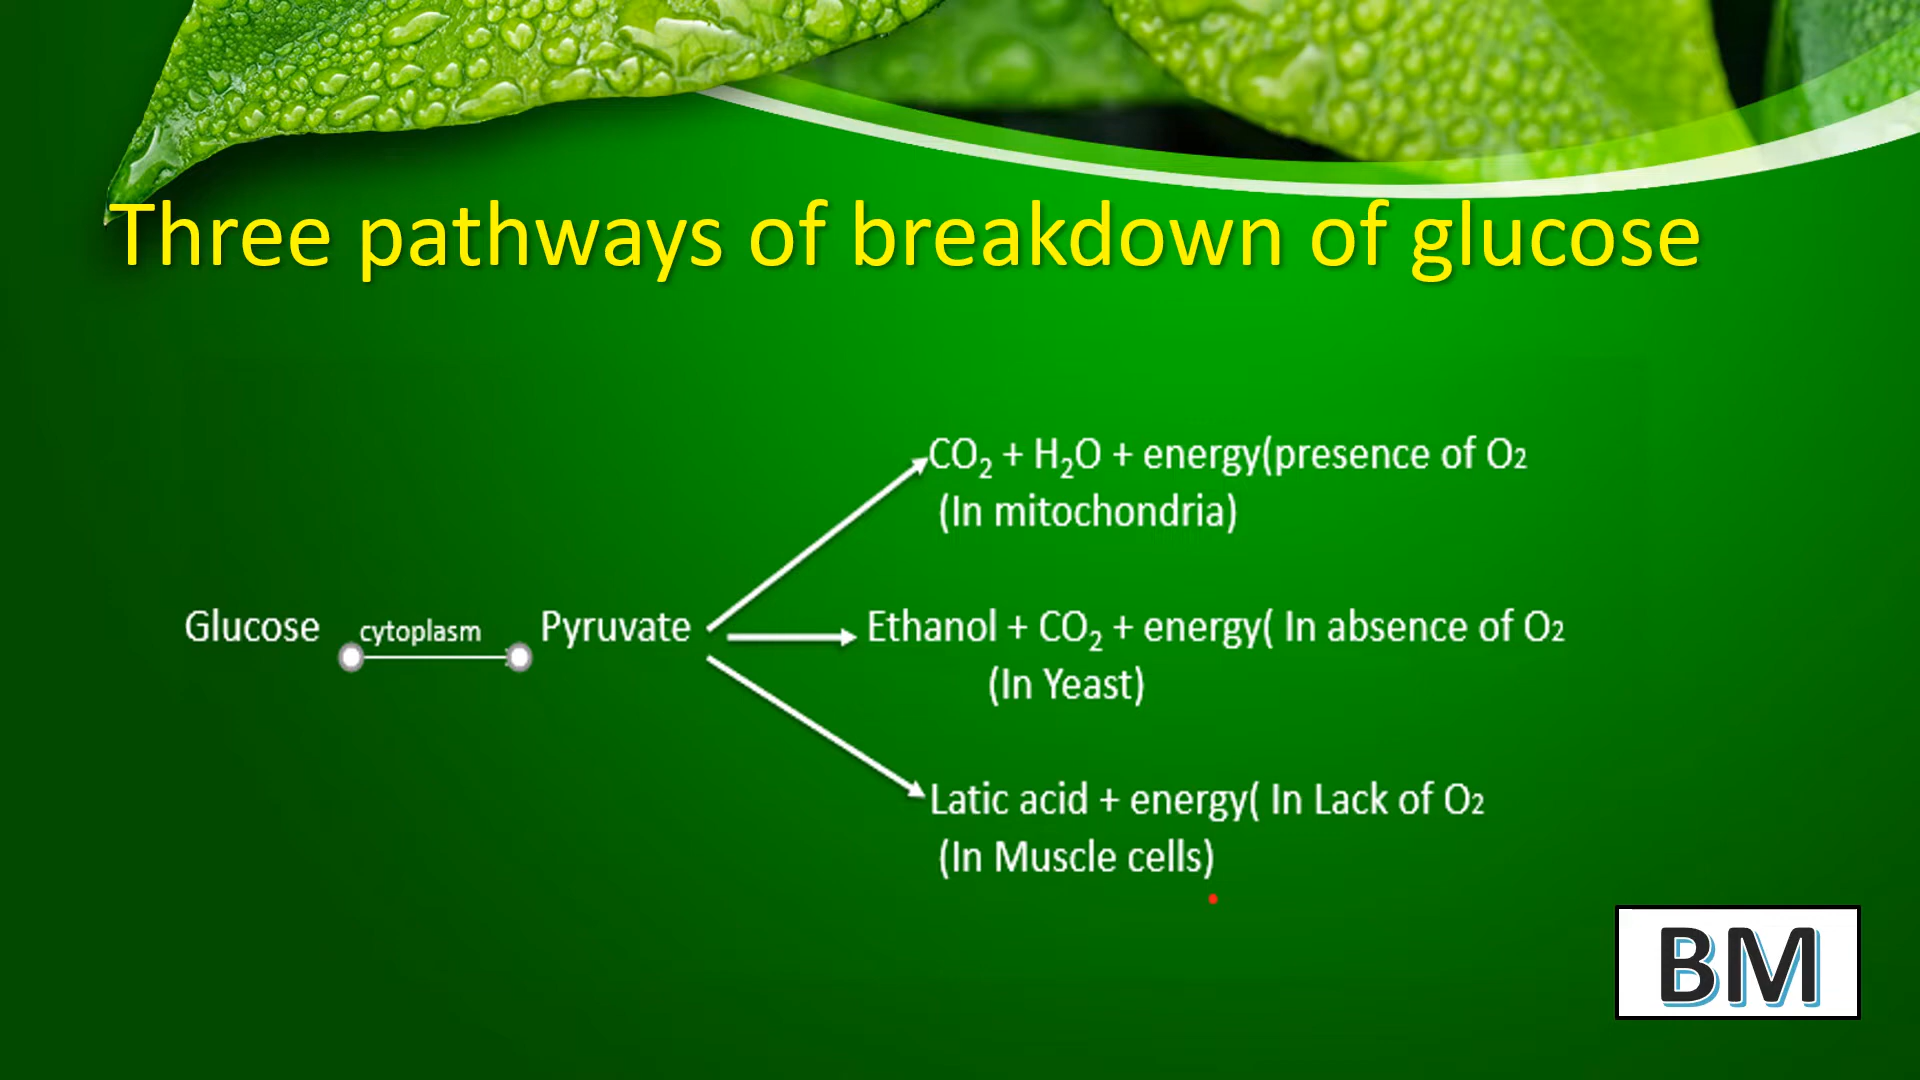 Three pathways of breakdown of glucose
CO₂ + H₂O + energy(presence of O2
(In mitochondria)
Glucose cytoplasm Pyruvate Ethanol + CO₂ + energy( In absence of O2
(In Yeast)
Latic acid + energy( In Lack of O2
(In Muscle cells)
BM